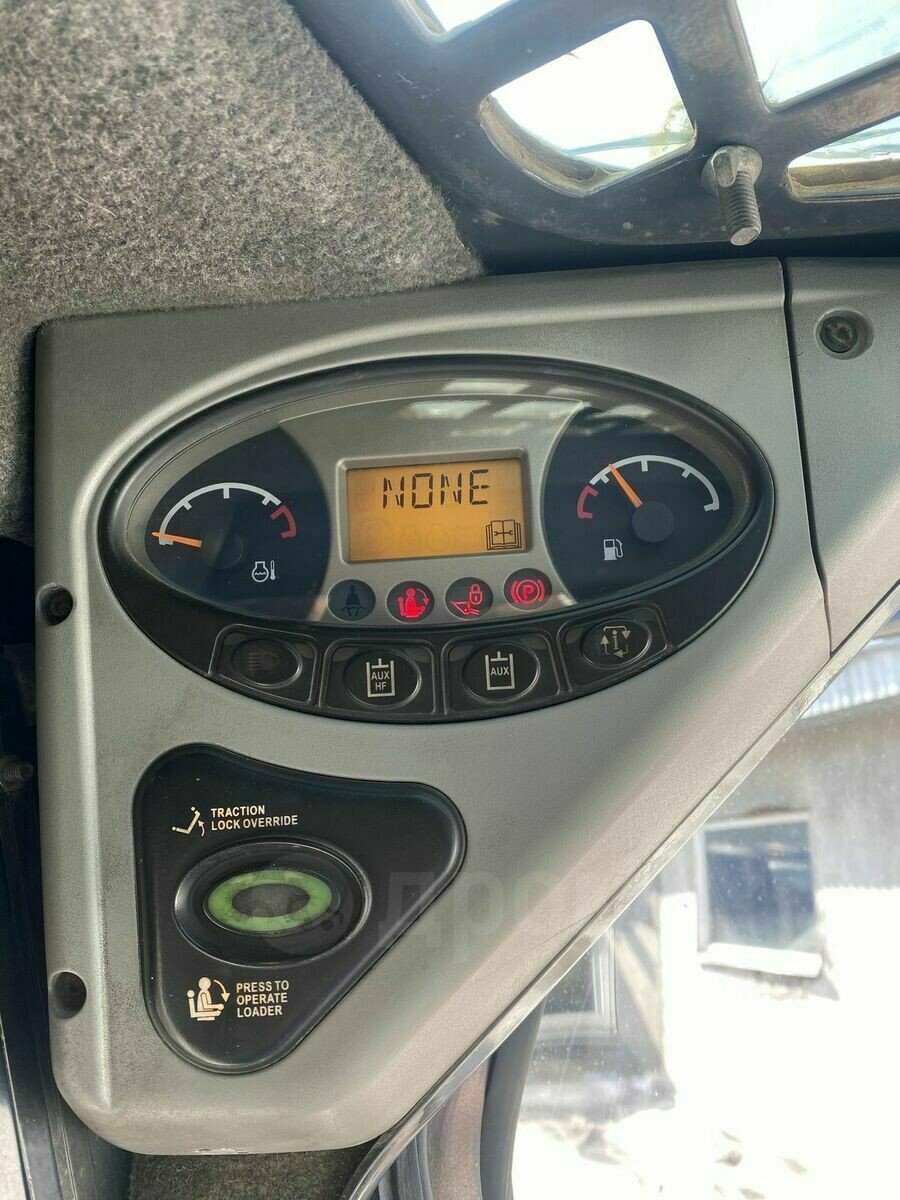 NONE
P
AUX
HF
AUX
i
TRACTION
LOCK OVERRIDE
PRESS TO
OPERATE
LOADER